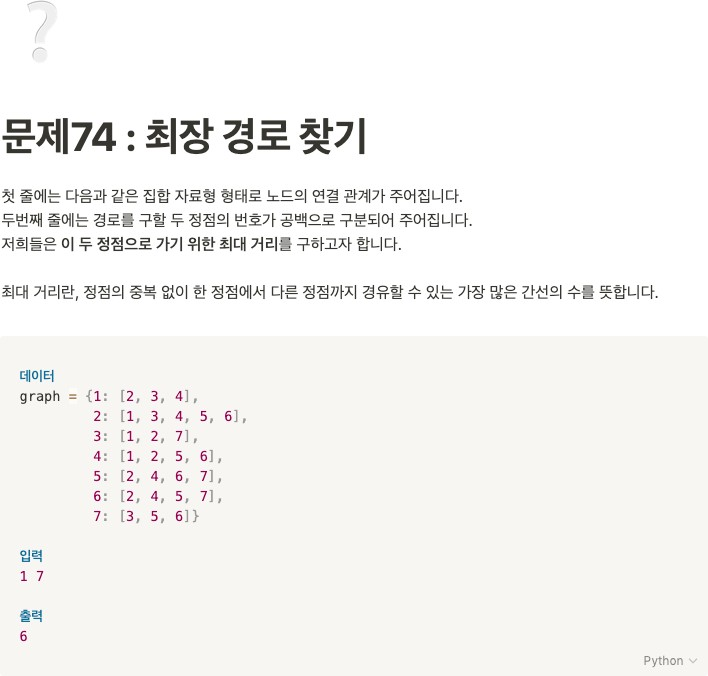 문제74 : 최장 경로 찾기
첫 줄에는 다음과 같은 집합 자료형 형태로 노드의 연결 관계가 주어집니다.
두번째 줄에는 경로를 구할 두 정점의 번호가 공백으로 구분되어 주어집니다.
저희들은 이 두 정점으로 가기 위한 최대 거리를 구하고자 합니다.
최대 거리란, 정점의 중복 없이 한 정점에서 다른 정점까지 경유할 수 있는 가장 많은 간선의 수를 뜻합니다.
데이터
graph = {1: [2, 3, 4],
2: [1, 3, 4, 5, 6],
3: [1, 2, 7],
4: [1, 2, 5, 6],
5: [2, 4, 6, 7],
6: [2, 4, 5, 7],
7: [3, 5, 6]}
입력
1 7
출력
6
Python